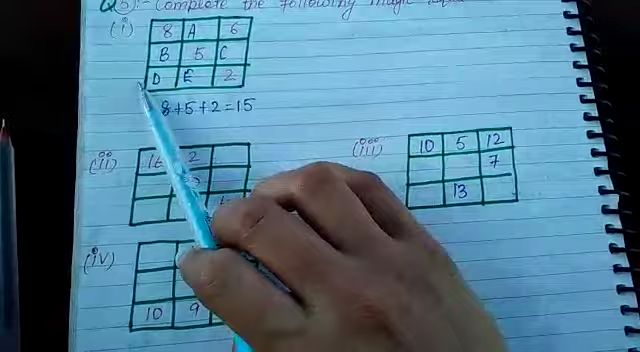 Q(5):- Complete the following magic
(i)
8 A 6
B 5 C
D E 2
8+5+2=15
(ii)
16 2
(iii)
10 5 12
7
13
(iv)
10 9